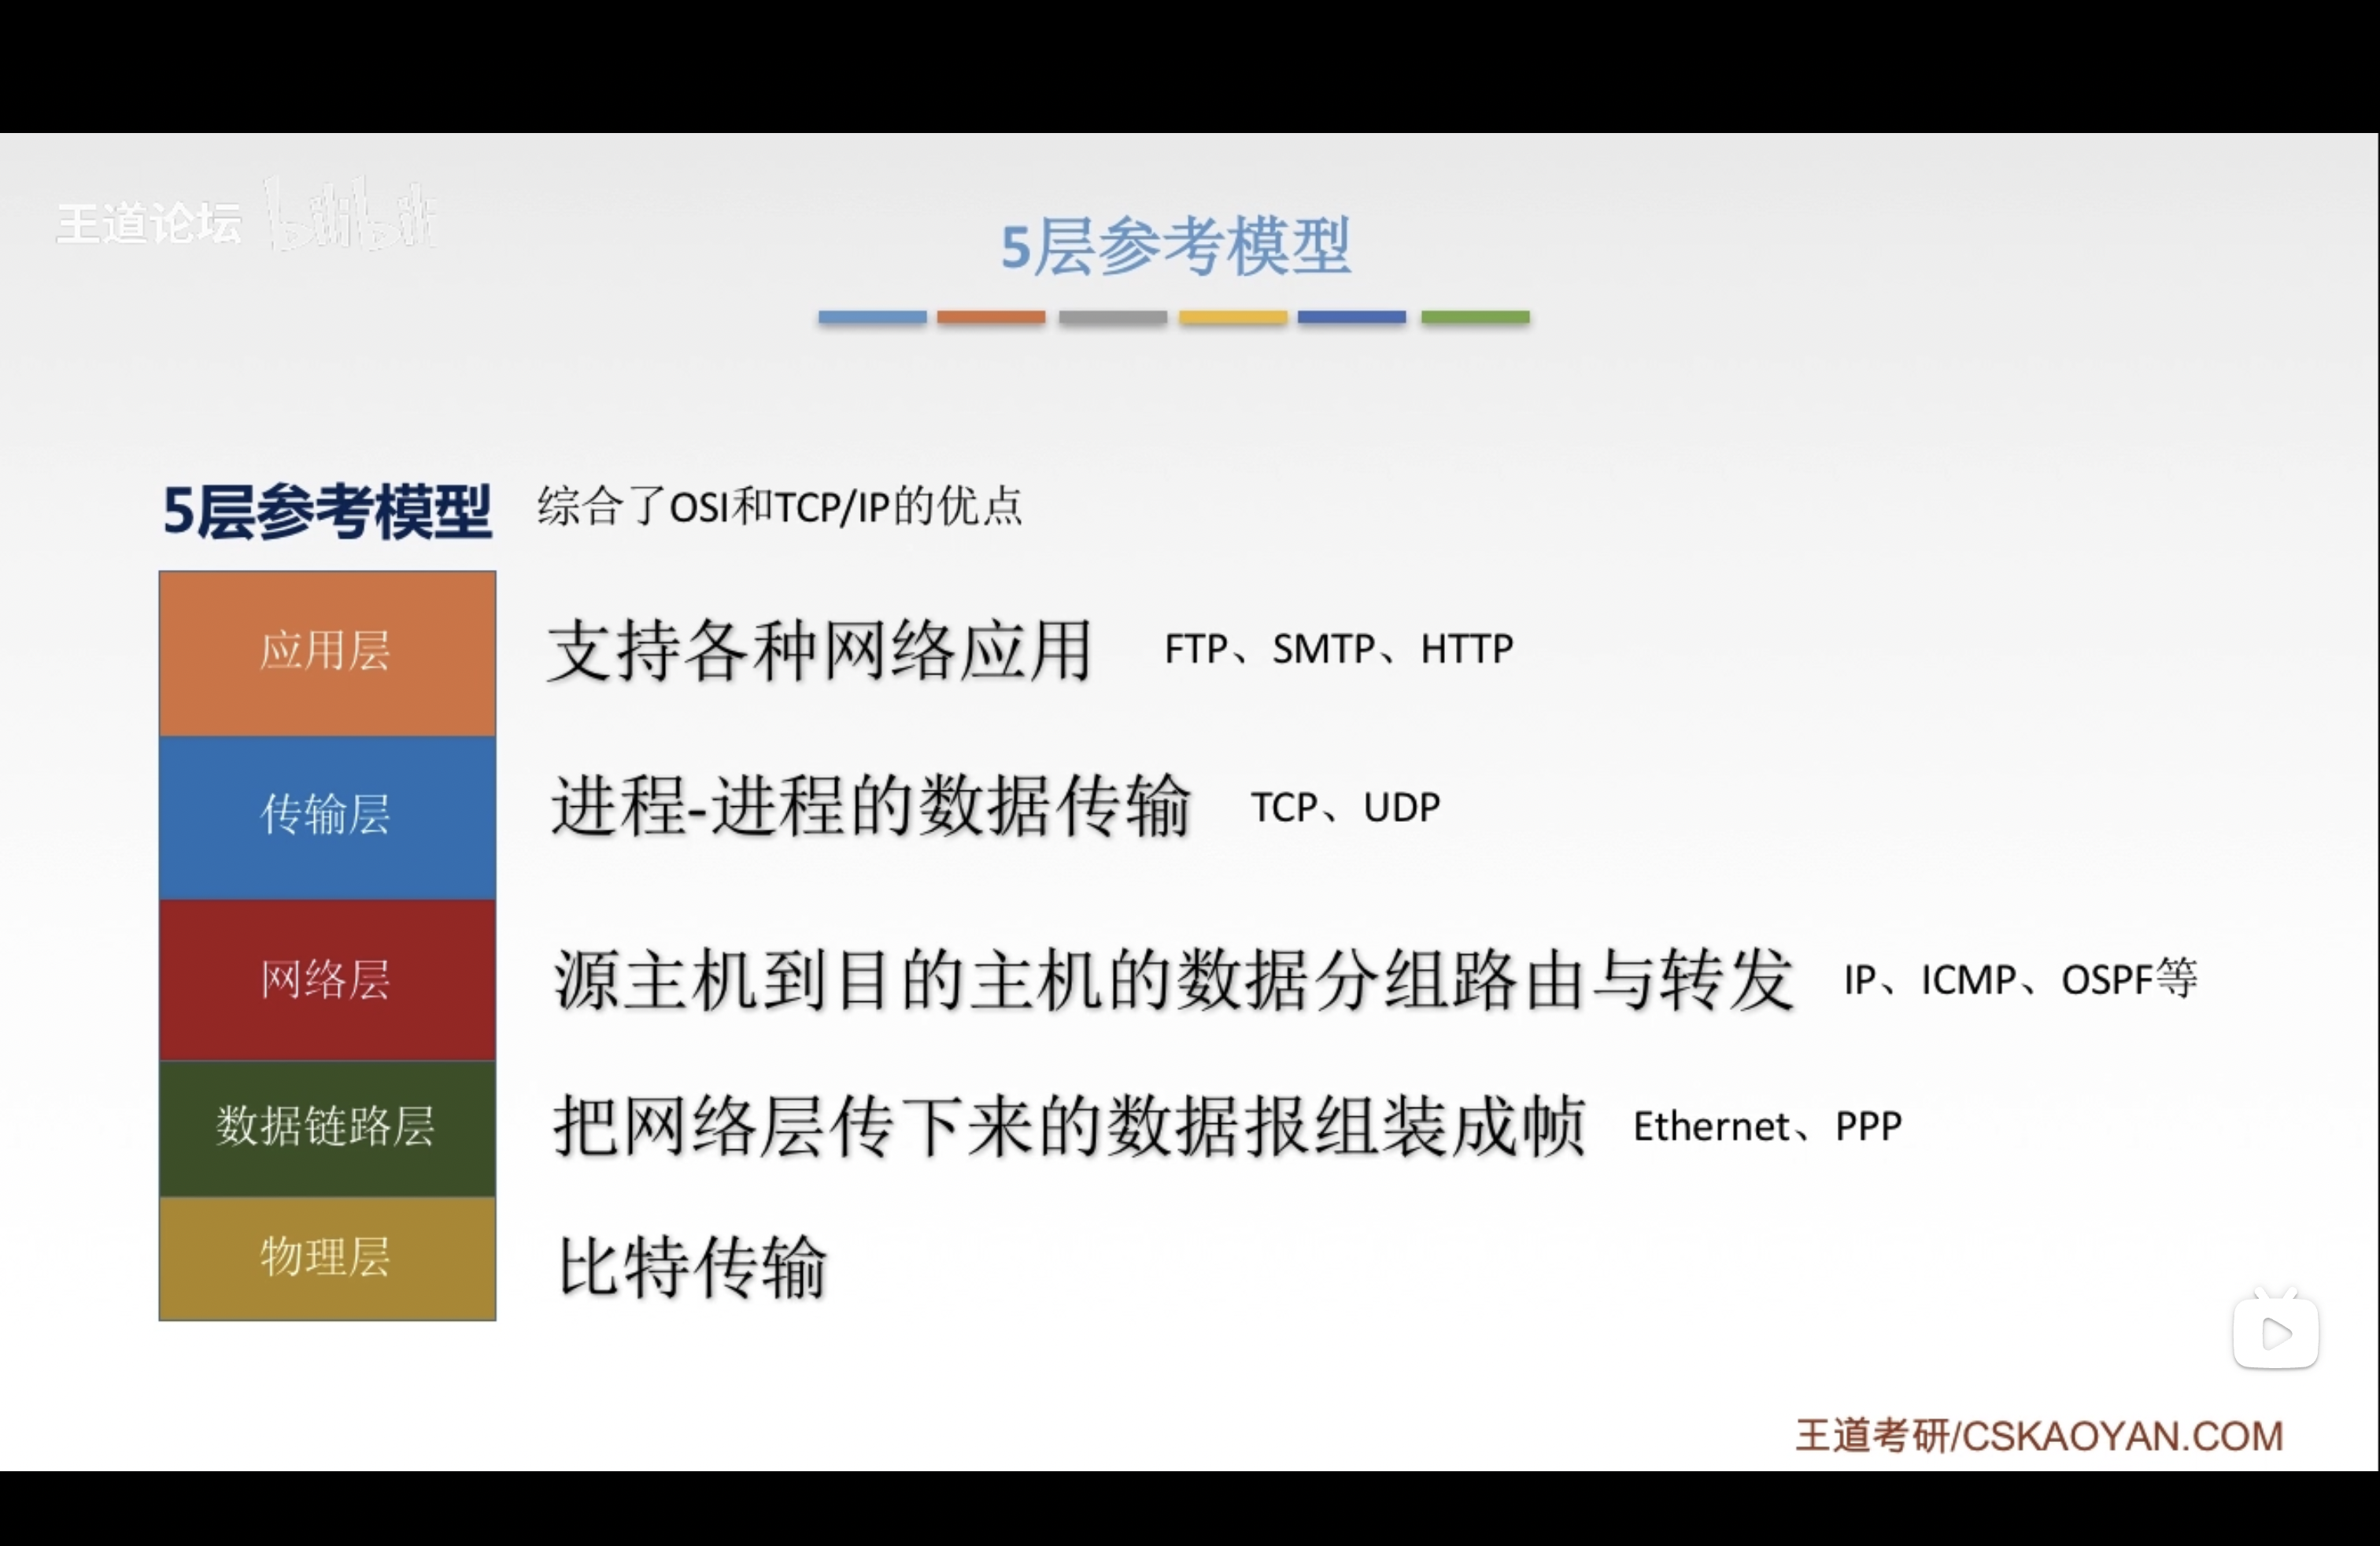 王道论坛 bilibili
5层参考模型
5层参考模型 综合了OSI和TCP/IP的优点
应用层 支持各种网络应用 FTP、SMTP、HTTP
传输层 进程-进程的数据传输 TCP、UDP
网络层 源主机到目的主机的数据分组路由与转发 IP、ICMP、OSPF等
数据链路层 把网络层传下来的数据报组装成帧 Ethernet、PPP
物理层 比特传输
王道考研/CSKAOYAN.COM